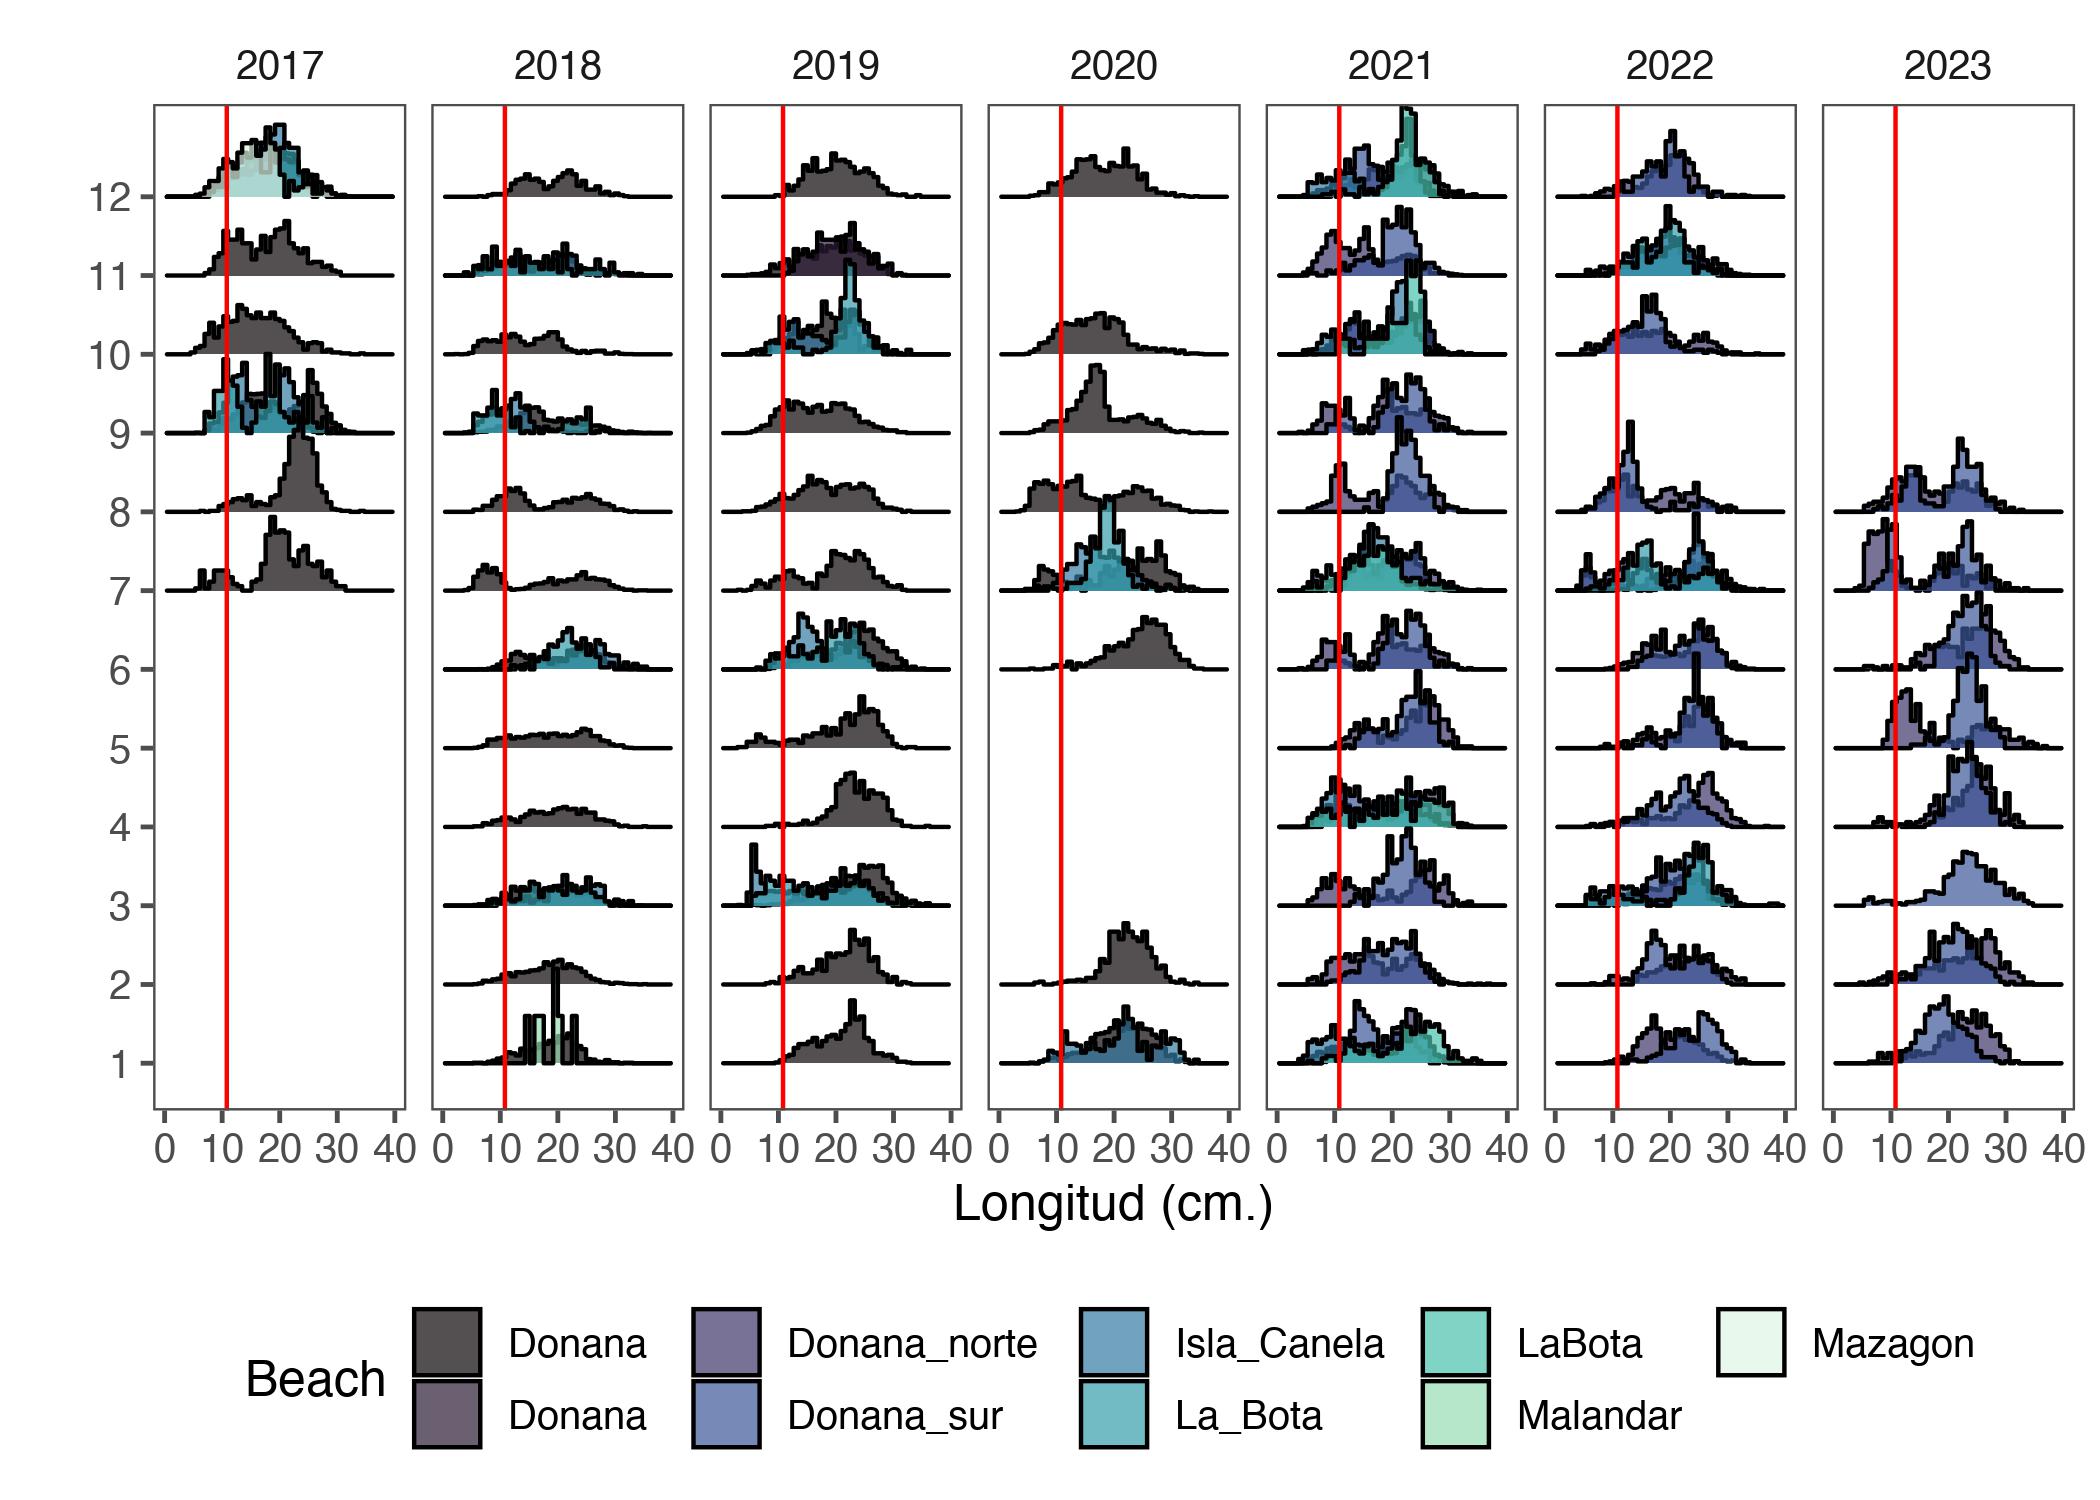 2017 2018 2019 2020 2021 2022 2023
12
11
10
9
8
7
6
5
4
3
2
1
0 10 20 30 40 0 10 20 30 40 0 10 20 30 40 0 10 20 30 40 0 10 20 30 40 0 10 20 30 40 0 10 20 30 40
Longitud (cm.)
Beach
Donana Donana_norte Isla_Canela LaBota Mazagon
Donana Donana_sur La_Bota Malandar